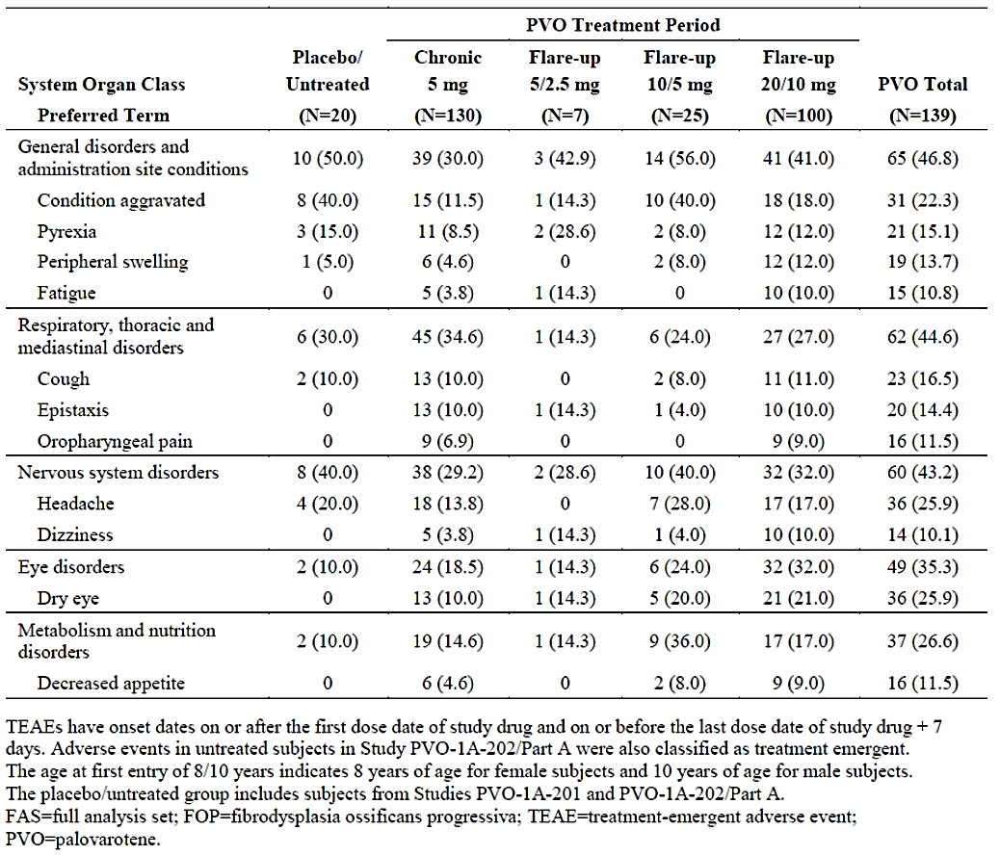 PVO Treatment Period
Placebo/ Chronic Flare-up Flare-up Flare-up
System Organ Class Untreated 5 mg 5/2.5 mg 10/5 mg 20/10 mg PVO Total
Preferred Term (N=20) (N=130) (N=7) (N=25) (N=100) (N=139)
General disorders and
administration site conditions 10 (50.0) 39 (30.0) 3 (42.9) 14 (56.0) 41 (41.0) 65 (46.8)
Condition aggravated 8 (40.0) 15 (11.5) 1 (14.3) 10 (40.0) 18 (18.0) 31 (22.3)
Pyrexia 3 (15.0) 11 (8.5) 2 (28.6) 2 (8.0) 12 (12.0) 21 (15.1)
Peripheral swelling 1 (5.0) 6 (4.6) 0 2 (8.0) 12 (12.0) 19 (13.7)
Fatigue 0 5 (3.8) 1 (14.3) 0 10 (10.0) 15 (10.8)
Respiratory, thoracic and
mediastinal disorders 6 (30.0) 45 (34.6) 1 (14.3) 6 (24.0) 27 (27.0) 62 (44.6)
Cough 2 (10.0) 13 (10.0) 0 2 (8.0) 11 (11.0) 23 (16.5)
Epistaxis 0 13 (10.0) 1 (14.3) 1 (4.0) 10 (10.0) 20 (14.4)
Oropharyngeal pain 0 9 (6.9) 0 0 9 (9.0) 16 (11.5)
Nervous system disorders 8 (40.0) 38 (29.2) 2 (28.6) 10 (40.0) 32 (32.0) 60 (43.2)
Headache 4 (20.0) 18 (13.8) 0 7 (28.0) 17 (17.0) 36 (25.9)
Dizziness 0 5 (3.8) 1 (14.3) 1 (4.0) 10 (10.0) 14 (10.1)
Eye disorders 2 (10.0) 24 (18.5) 1 (14.3) 6 (24.0) 32 (32.0) 49 (35.3)
Dry eye 0 13 (10.0) 1 (14.3) 5 (20.0) 21 (21.0) 36 (25.9)
Metabolism and nutrition
disorders 2 (10.0) 19 (14.6) 1 (14.3) 9 (36.0) 17 (17.0) 37 (26.6)
Decreased appetite 0 6 (4.6) 0 2 (8.0) 9 (9.0) 16 (11.5)
TEAEs have onset dates on or after the first dose date of study drug and on or before the last dose date of study drug + 7
days. Adverse events in untreated subjects in Study PVO-1A-202/Part A were also classified as treatment emergent.
The age at first entry of 8/10 years indicates 8 years of age for female subjects and 10 years of age for male subjects.
The placebo/untreated group includes subjects from Studies PVO-1A-201 and PVO-1A-202/Part A.
FAS=full analysis set; FOP=fibrodysplasia ossificans progressiva; TEAE=treatment-emergent adverse event;
PVO=palovarotene.